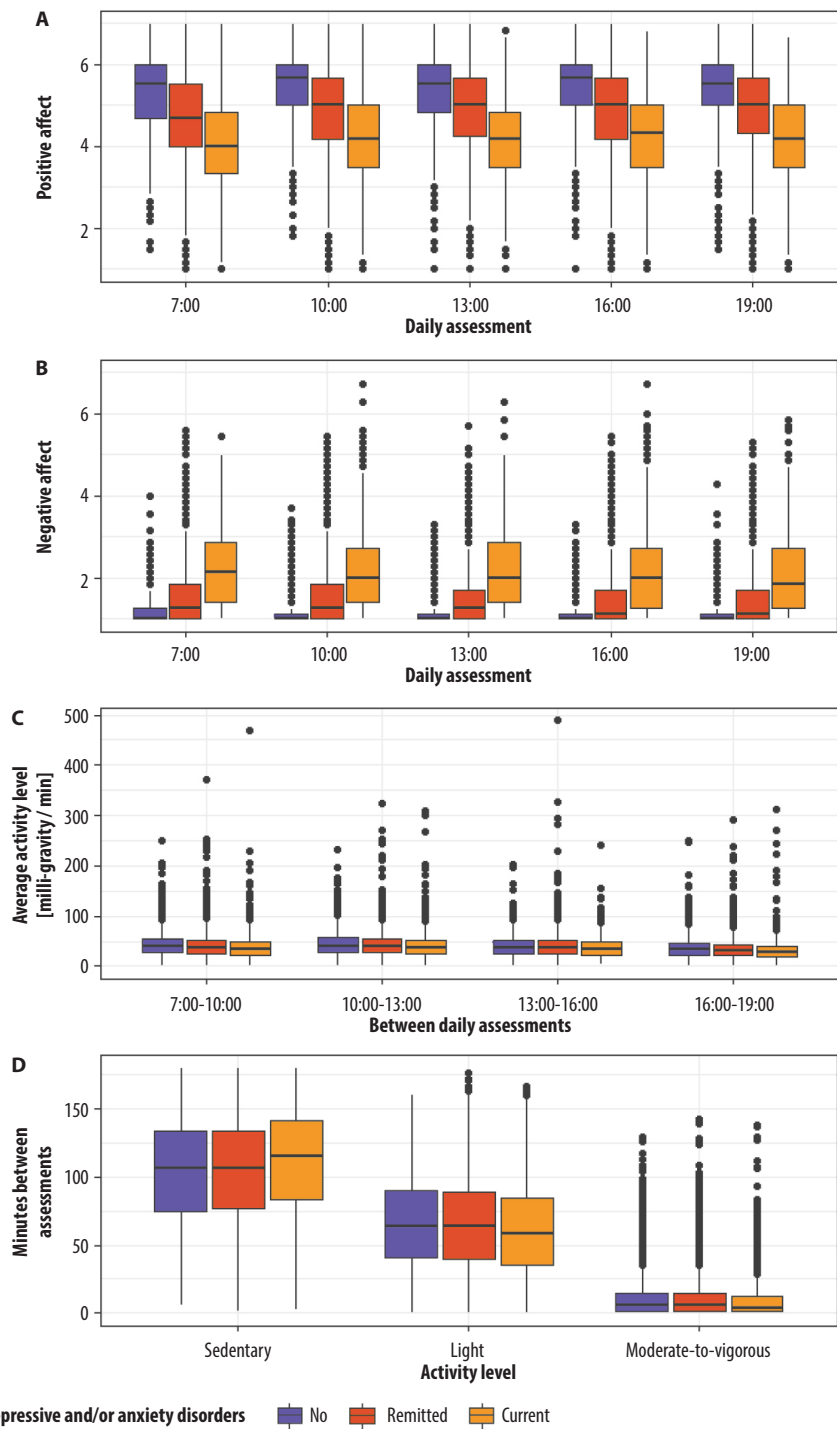 A
Positive affect
6
4
2
7:00 10:00 13:00 16:00 19:00
Daily assessment
B
Negative affect
6
4
2
7:00 10:00 13:00 16:00 19:00
Daily assessment
C
Average activity level
[milli-gravity / min]
500
400
300
200
100
0
7:00-10:00 10:00-13:00 13:00-16:00 16:00-19:00
Between daily assessments
D
Minutes between
assessments
150
100
50
0
Sedentary Light Moderate-to-vigorous
Activity level
pressive and/or anxiety disorders No Remitted Current